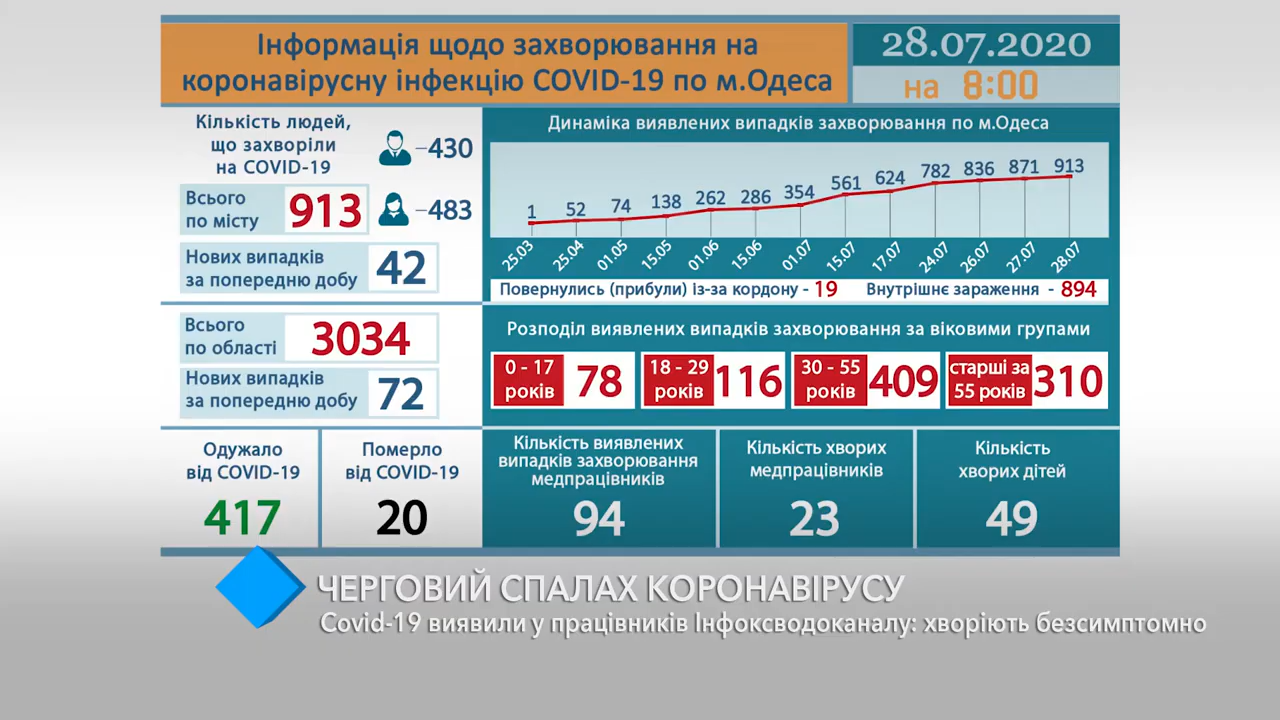 Інформація щодо захворювання на
коронавірусну інфекцію COVID-19 по м.Одеса
28.07.2020
на 8:00
Кількість людей,
що захворіли
на COVID-19
–430
–483
Всього
по місту
913
Нових випадків
за попередню добу
42
Динаміка виявлених випадків захворювання по м.Одеса
1 52 74 138 262 286 354 561 624 782 836 871 913
25.03 25.04 01.05 15.05 01.06 15.06 01.07 15.07 17.07 24.07 26.07 27.07 28.07
Повернулись (прибули) із-за кордону - 19 Внутрішнє зараження - 894
Всього
по області
3034
Нових випадків
за попередню добу
72
Розподіл виявлених випадків захворювання за віковими групами
0 - 17
років
78
18 - 29
років
116
30 - 55
років
409
старші за
55 років
310
Одужало
від COVID-19
417
Померло
від COVID-19
20
Кількість виявлених
випадків захворювання
медпрацівників
94
Кількість хворих
медпрацівників
23
Кількість
хворих дітей
49
ЧЕРГОВИЙ СПАЛАХ КОРОНАВІРУСУ
Covid-19 виявили у працівників Інфоксводоканалу: хворіють безсимптомно